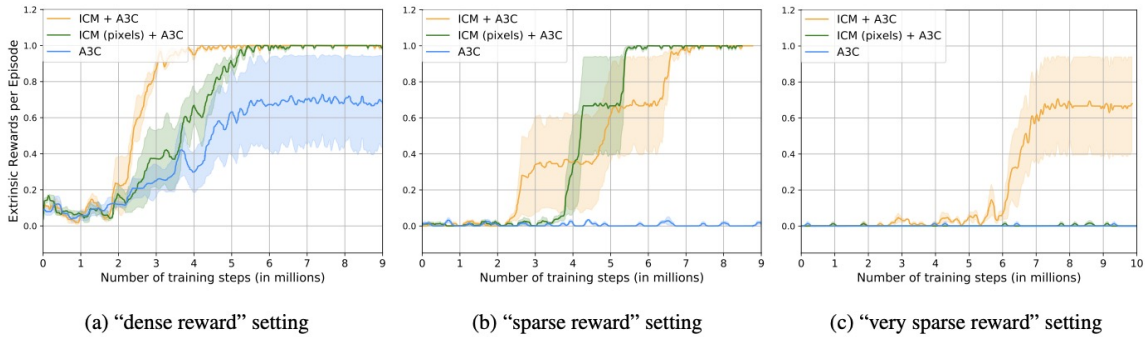 Extrinsic Rewards per Episode
1.2
1.0
0.8
0.6
0.4
0.2
0.0
ICM + A3C
ICM (pixels) + A3C
A3C
0 1 2 3 4 5 6 7 8 9
Number of training steps (in millions)
(a) “dense reward” setting
1.2
1.0
0.8
0.6
0.4
0.2
0.0
ICM + A3C
ICM (pixels) + A3C
A3C
0 1 2 3 4 5 6 7 8 9
Number of training steps (in millions)
(b) “sparse reward” setting
1.2
1.0
0.8
0.6
0.4
0.2
0.0
ICM + A3C
ICM (pixels) + A3C
A3C
0 1 2 3 4 5 6 7 8 9 10
Number of training steps (in millions)
(c) “very sparse reward” setting